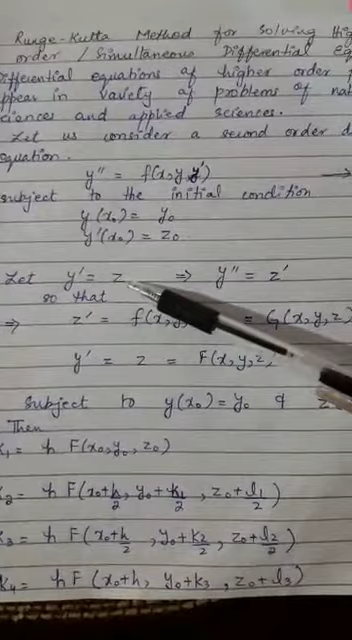 Runge-Kutta Method for Solving Hig
order / Simultaneous Differential Eq
Differential equations of higher order
ppear in vavety of problems of nat
ciences and applied sciences.
Let us consider a second order d
equation.
y'' = f(x,y,y') →
subject to the initial condition
y(x₀) = y₀
y'(x₀) = z₀.
Let y' = z ⇒ y'' = z'
so that
⇒ z' = f(x,y, = G(x,y,z)
y' = z = F(x,y,z)
subject to y(x₀)=y₀ & z
Then
K₁ = h F(x₀,y₀,z₀)
K₂ = h F(x₀+h/2, y₀+k₁/2, z₀+l₁/2)
K₃ = h F(x₀+h/2, y₀+k₂/2, z₀+l₂/2)
K₄ = h F(x₀+h, y₀+k₃, z₀+l₃)